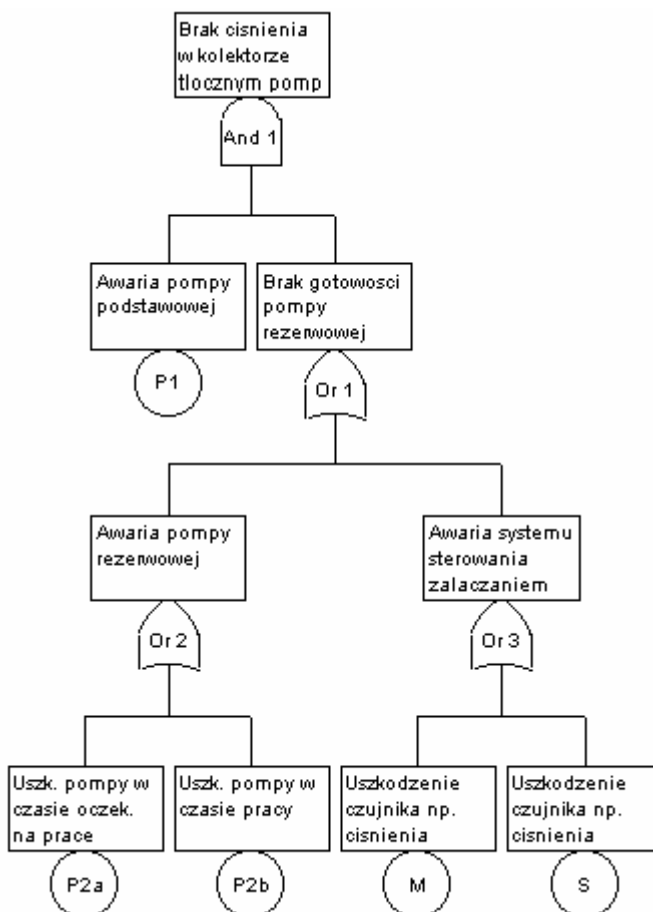 Brak cisnienia
w kolektorze
tlocznym pomp
And 1
Awaria pompy
podstawowej
Brak gotowosci
pompy
rezerwowej
P1
Or 1
Awaria pompy
rezerwowej
Awaria systemu
sterowania
zalaczaniem
Or 2
Or 3
Uszk. pompy w
czasie oczek.
na prace
Uszk. pompy w
czasie pracy
Uszkodzenie
czujnika np.
cisnienia
Uszkodzenie
czujnika np.
cisnienia
P2a
P2b
M
S